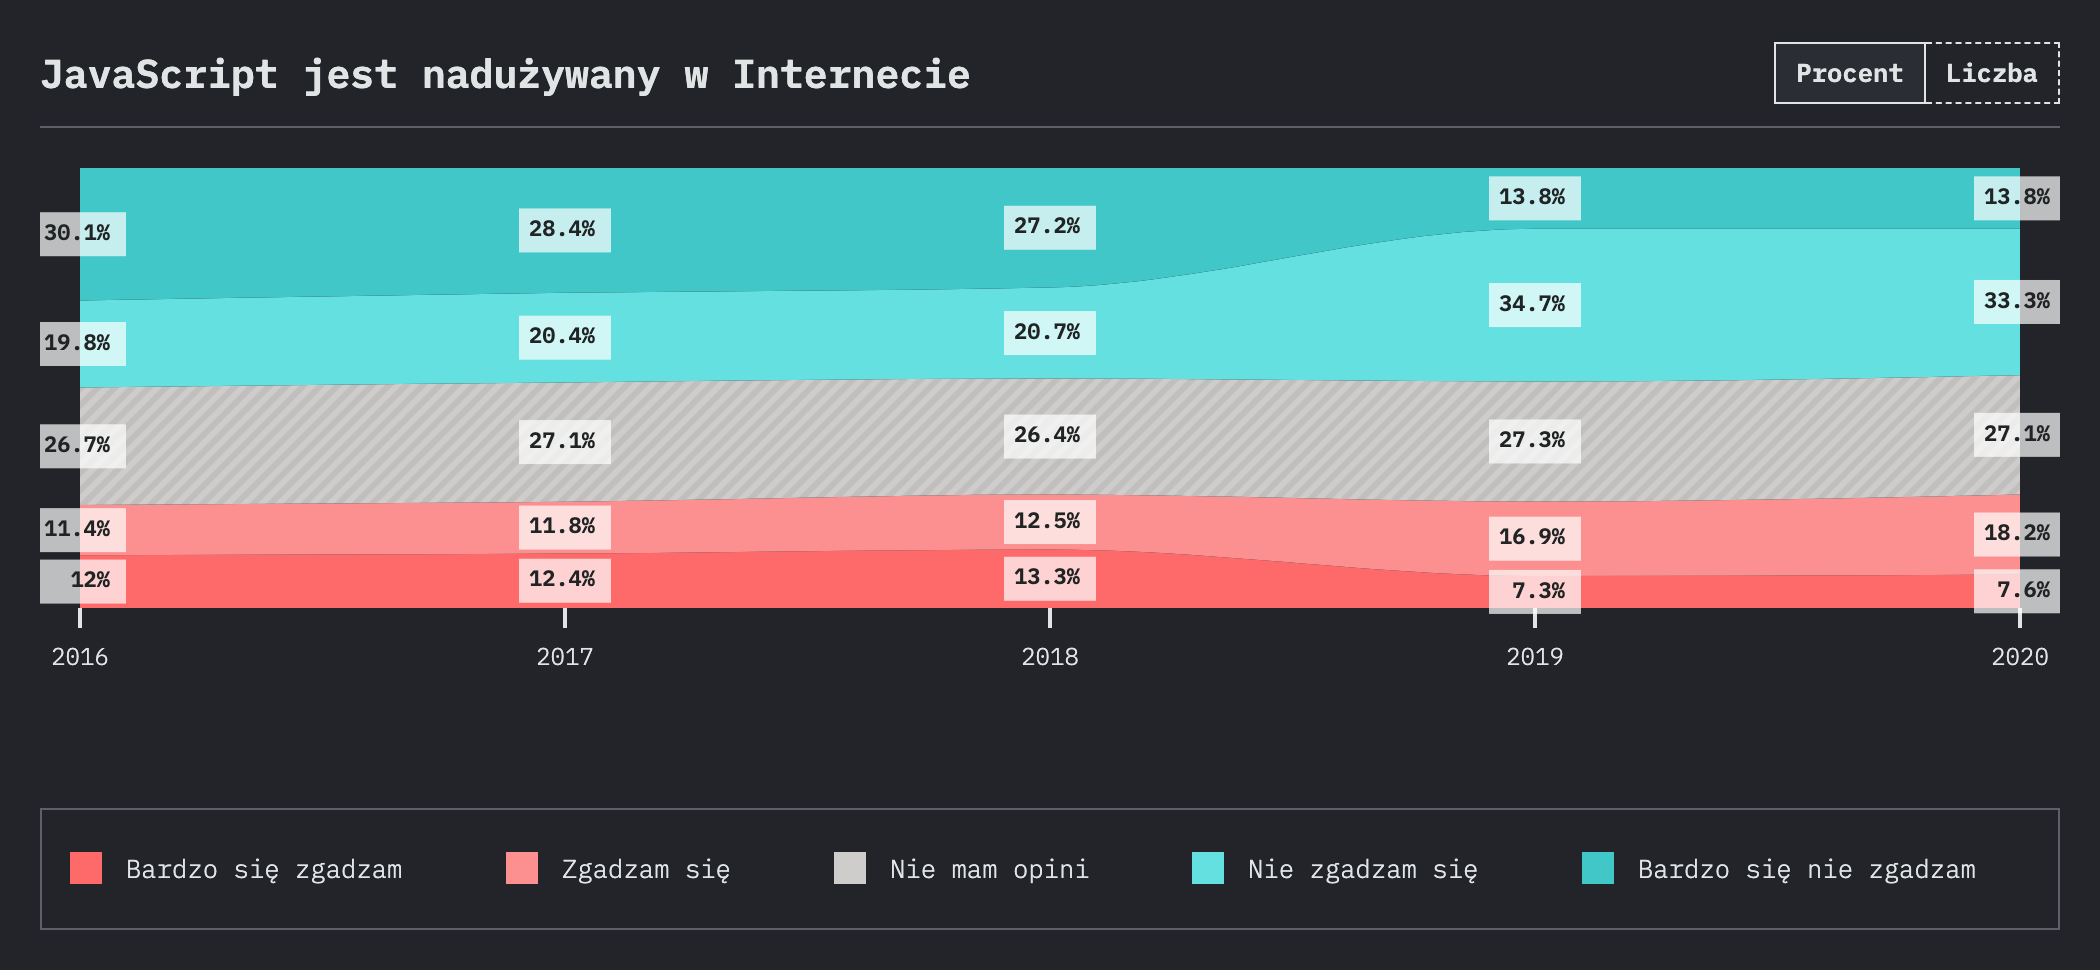 JavaScript jest nadużywany w Internecie
Procent Liczba
30.1% 28.4% 27.2% 13.8% 13.8%
19.8% 20.4% 20.7% 34.7% 33.3%
26.7% 27.1% 26.4% 27.3% 27.1%
11.4% 11.8% 12.5% 16.9% 18.2%
12% 12.4% 13.3% 7.3% 7.6%
2016 2017 2018 2019 2020
Bardzo się zgadzam Zgadzam się Nie mam opini Nie zgadzam się Bardzo się nie zgadzam